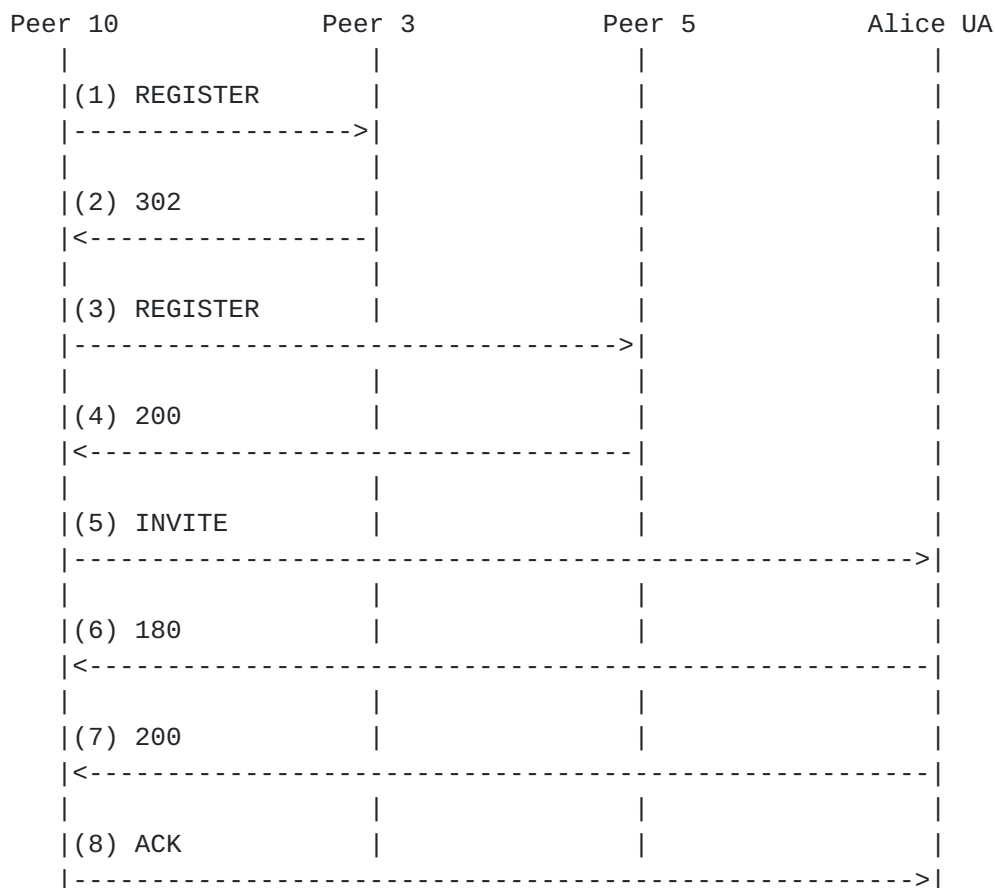 Peer 10             Peer 3            Peer 5           Alice UA
   |                   |                |                  |
   |(1) REGISTER       |                |                  |
   |------------------>|                |                  |
   |                   |                |                  |
   |(2) 302            |                |                  |
   |<------------------|                |                  |
   |                   |                |                  |
   |(3) REGISTER       |                |                  |
   |----------------------------------->|                  |
   |                   |                |                  |
   |(4) 200            |                |                  |
   |<-----------------------------------|                  |
   |                   |                |                  |
   |(5) INVITE         |                |                  |
   |------------------------------------------------------>|
   |                   |                |                  |
   |(6) 180            |                |                  |
   |<------------------------------------------------------|
   |                   |                |                  |
   |(7) 200            |                |                  |
   |<------------------------------------------------------|
   |                   |                |                  |
   |(8) ACK            |                |                  |
   |------------------------------------------------------>|